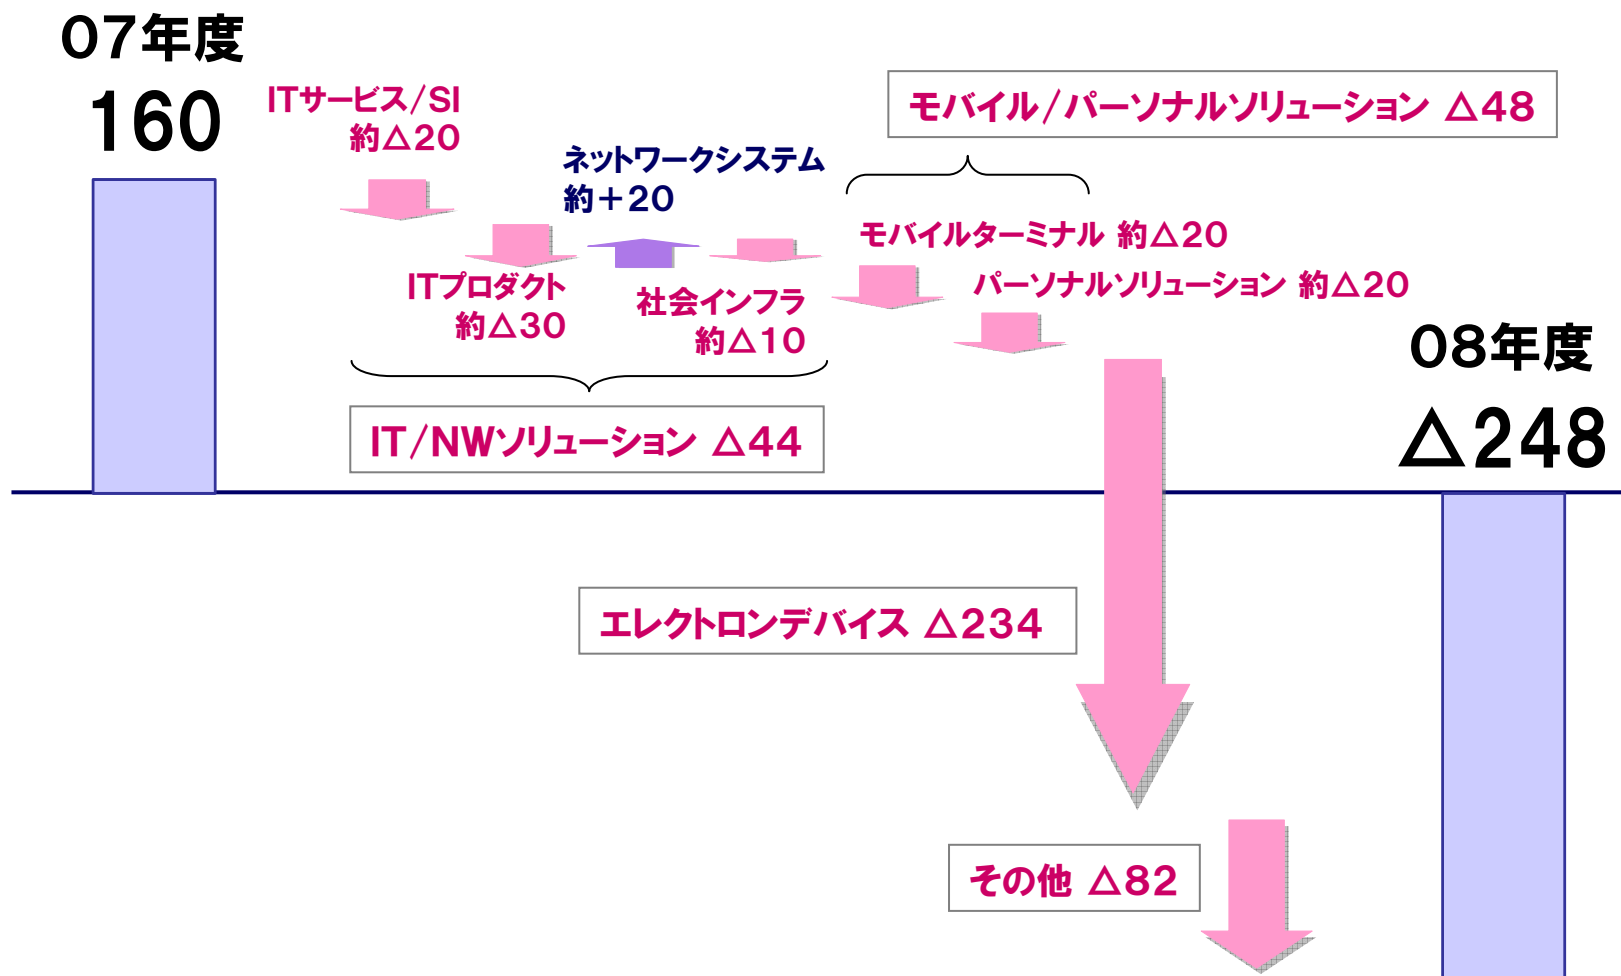 07年度
160
ITサービス/SI
約△20
ネットワークシステム
約＋20
モバイル/パーソナルソリューション △48
モバイルターミナル 約△20
パーソナルソリューション 約△20
ITプロダクト
約△30
社会インフラ
約△10
IT/NWソリューション △44
08年度
△248
エレクトロンデバイス △234
その他 △82